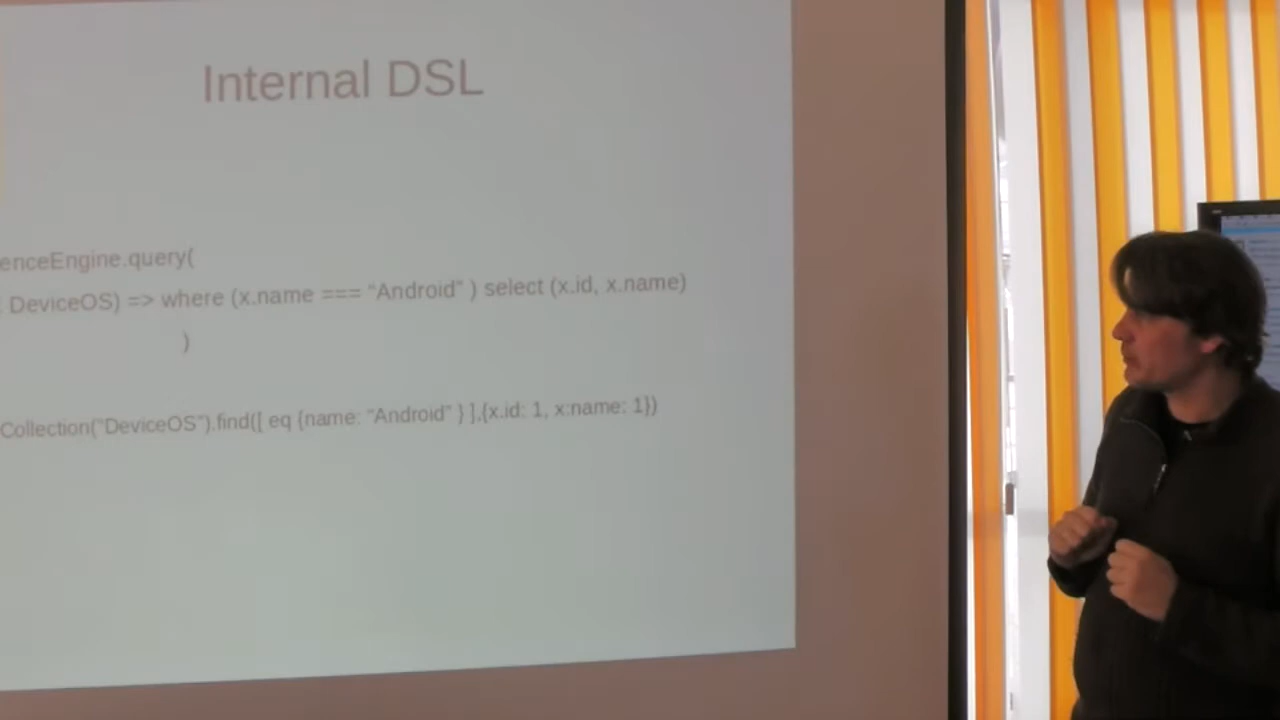 Internal DSL
enceEngine.query(
DeviceOS) => where (x.name === “Android” ) select (x.id, x.name)
)
Collection("DeviceOS").find([ eq {name: “Android” } ],{x.id: 1, x:name: 1})